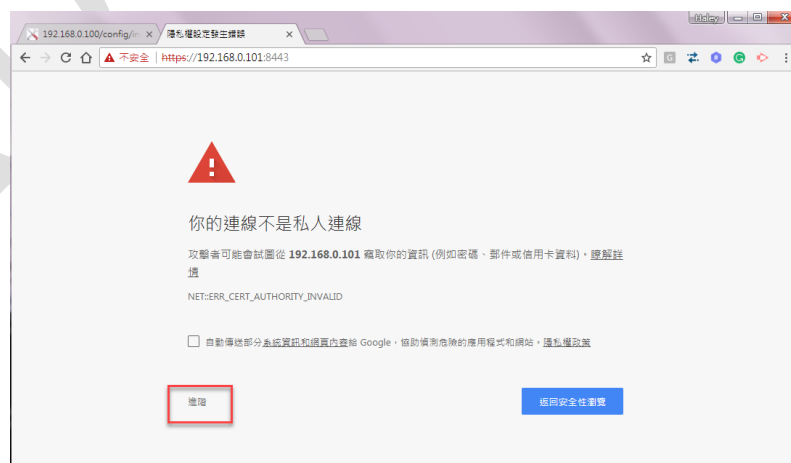 Haley
192.168.0.100/config/in
隱私權設定發生錯誤
不安全 | https://192.168.0.101:8443
你的連線不是私人連線
攻擊者可能會試圖從 192.168.0.101 竊取你的資訊 (例如密碼、郵件或信用卡資料)。瞭解詳
情
NET::ERR_CERT_AUTHORITY_INVALID
自動傳送部分系統資訊和網頁內容給 Google,協助偵測危險的應用程式和網站。隱私權政策
進階
返回安全性瀏覽